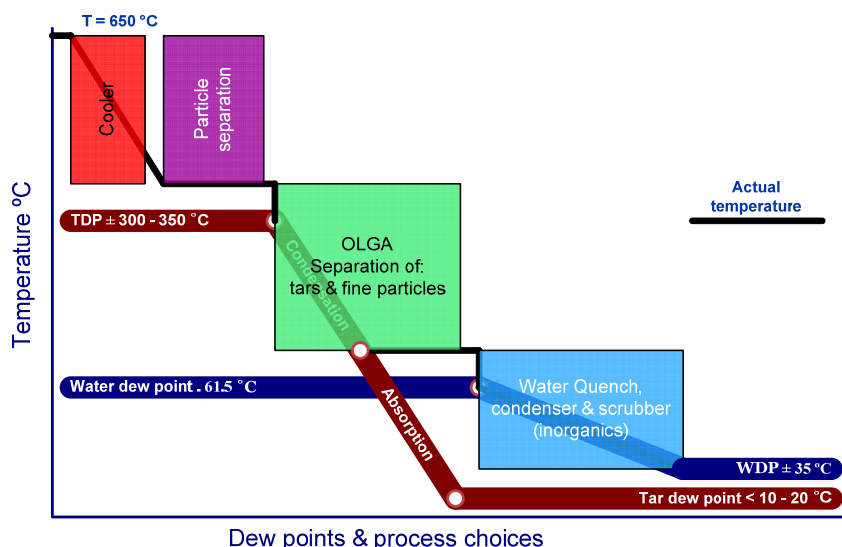 T = 650 °C
Cooler
Particle
separation
Temperature ºC
Actual
temperature
TDP ± 300 - 350 °C
Condensation
OLGA
Separation of:
tars & fine particles
Water dew point . 61.5 °C
Absorption
Water Quench,
condenser & scrubber
(inorganics)
WDP ± 35 ºC
Tar dew point < 10 - 20 °C
Dew points & process choices